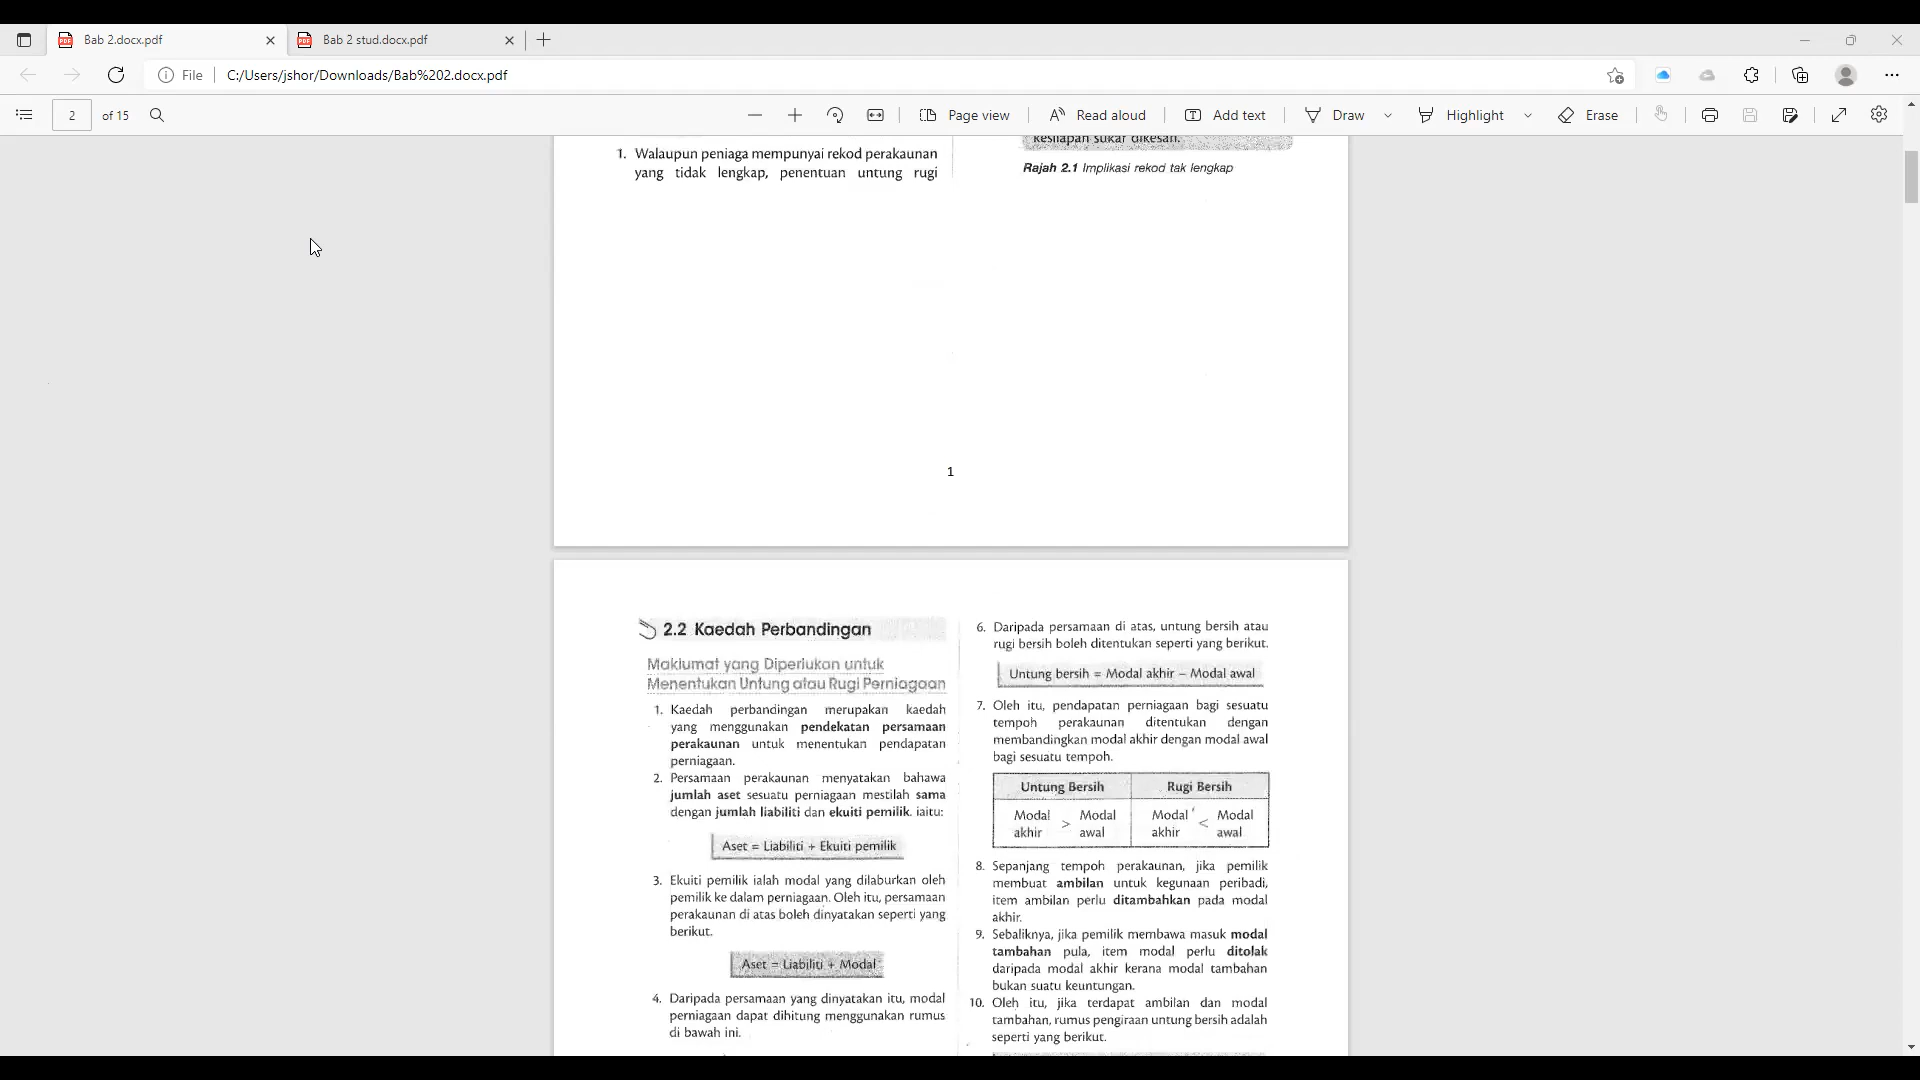 Bab 2.docx.pdf
Bab 2 stud.docx.pdf
File
C:/Users/jshor/Downloads/Bab%202.docx.pdf
2 of 15
Page view
Read aloud
Add text
Draw
Highlight
Erase
kesilapan sukar dikesan.
1. Walaupun peniaga mempunyai rekod perakaunan
yang tidak lengkap, penentuan untung rugi
Rajah 2.1 Implikasi rekod tak lengkap
1
2.2 Kaedah Perbandingan
Maklumat yang Diperlukan untuk
Menentukan Untung atau Rugi Perniagaan
1. Kaedah perbandingan merupakan kaedah
yang menggunakan pendekatan persamaan
perakaunan untuk menentukan pendapatan
perniagaan.
2. Persamaan perakaunan menyatakan bahawa
jumlah aset sesuatu perniagaan mestilah sama
dengan jumlah liabiliti dan ekuiti pemilik. iaitu:
Aset = Liabiliti + Ekuiti pemilik
3. Ekuiti pemilik ialah modal yang dilaburkan oleh
pemilik ke dalam perniagaan. Oleh itu, persamaan
perakaunan di atas boleh dinyatakan seperti yang
berikut.
Aset = Liabiliti + Modal
4. Daripada persamaan yang dinyatakan itu, modal
perniagaan dapat dihitung menggunakan rumus
di bawah ini.
6. Daripada persamaan di atas, untung bersih atau
rugi bersih boleh ditentukan seperti yang berikut.
Untung bersih = Modal akhir – Modal awal
7. Oleh itu, pendapatan perniagaan bagi sesuatu
tempoh perakaunan ditentukan dengan
membandingkan modal akhir dengan modal awal
bagi sesuatu tempoh.
Untung Bersih Rugi Bersih
Modal akhir > Modal awal Modal akhir < Modal awal
8. Sepanjang tempoh perakaunan, jika pemilik
membuat ambilan untuk kegunaan peribadi,
item ambilan perlu ditambahkan pada modal
akhir.
9. Sebaliknya, jika pemilik membawa masuk modal
tambahan pula, item modal perlu ditolak
daripada modal akhir kerana modal tambahan
bukan suatu keuntungan.
10. Oleh itu, jika terdapat ambilan dan modal
tambahan, rumus pengiraan untung bersih adalah
seperti yang berikut.